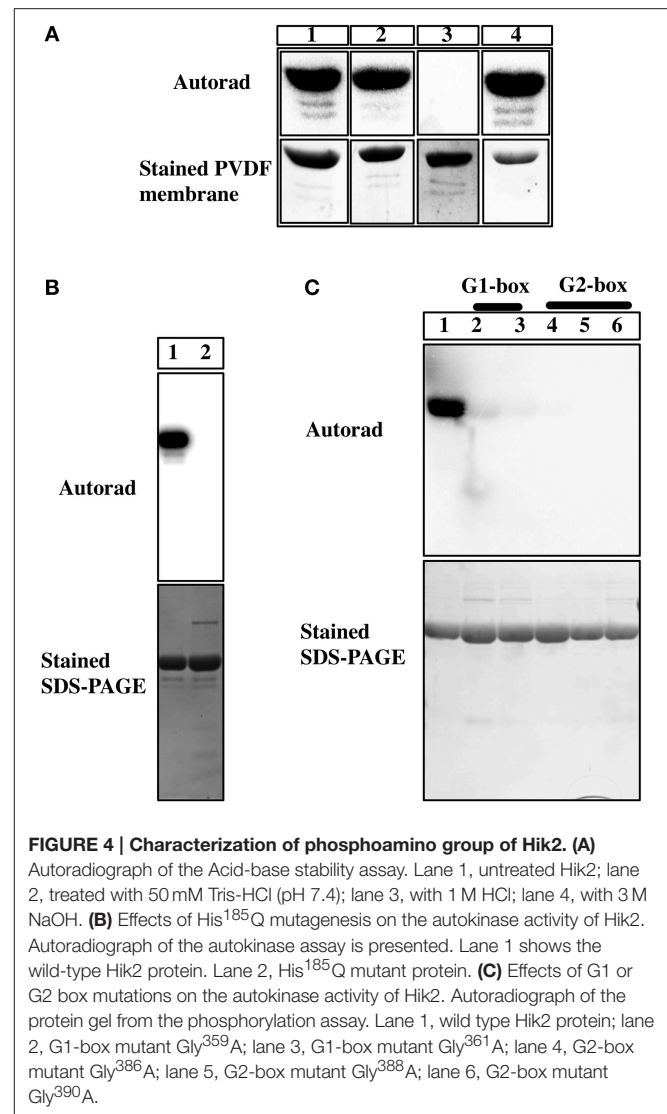 A
1 2 3 4
Autorad
Stained PVDF
membrane
B
1 2
Autorad
Stained
SDS-PAGE
C
G1-box G2-box
1 2 3 4 5 6
Autorad
Stained
SDS-PAGE
FIGURE 4 | Characterization of phosphoamino group of Hik2. (A)
Autoradiograph of the Acid-base stability assay. Lane 1, untreated Hik2; lane
2, treated with 50 mM Tris-HCl (pH 7.4); lane 3, with 1 M HCl; lane 4, with 3 M
NaOH. (B) Effects of His185Q mutagenesis on the autokinase activity of Hik2.
Autoradiograph of the autokinase assay is presented. Lane 1 shows the
wild-type Hik2 protein. Lane 2, His185Q mutant protein. (C) Effects of G1 or
G2 box mutations on the autokinase activity of Hik2. Autoradiograph of the
protein gel from the phosphorylation assay. Lane 1, wild type Hik2 protein; lane
2, G1-box mutant Gly359A; lane 3, G1-box mutant Gly361A; lane 4, G2-box
mutant Gly386A; lane 5, G2-box mutant Gly388A; lane 6, G2-box mutant
Gly390A.